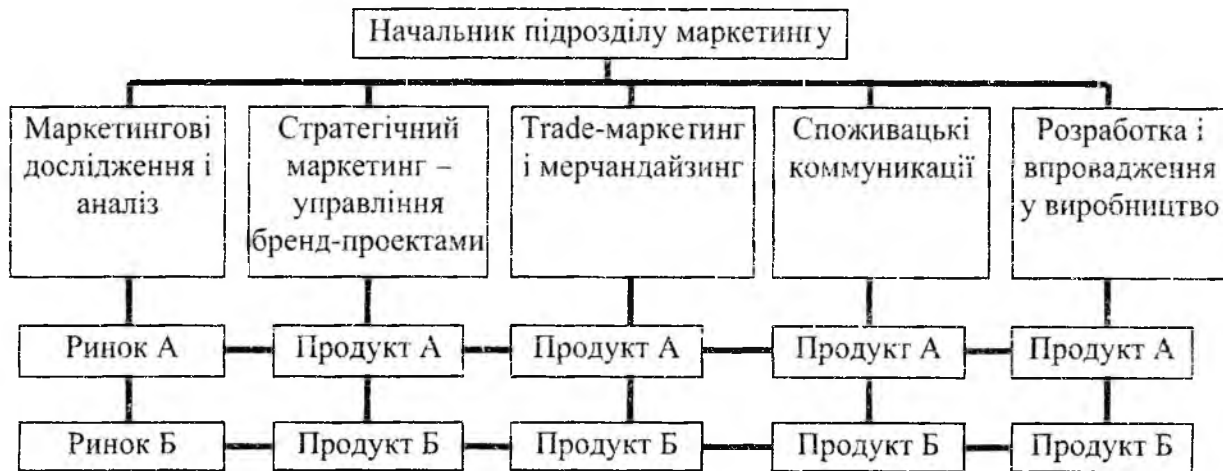 Начальник підрозділу маркетингу
Маркетингові
дослідження і
аналіз
Стратегічний
маркетинг –
управління
бренд-проектами
Trade-маркетинг
і мерчандайзинг
Споживацькі
коммуникації
Розработка і
впровадження
у виробництво
Ринок А
Продукт А
Продукт А
Продукт А
Продукт А
Ринок Б
Продукт Б
Продукт Б
Продукт Б
Продукт Б